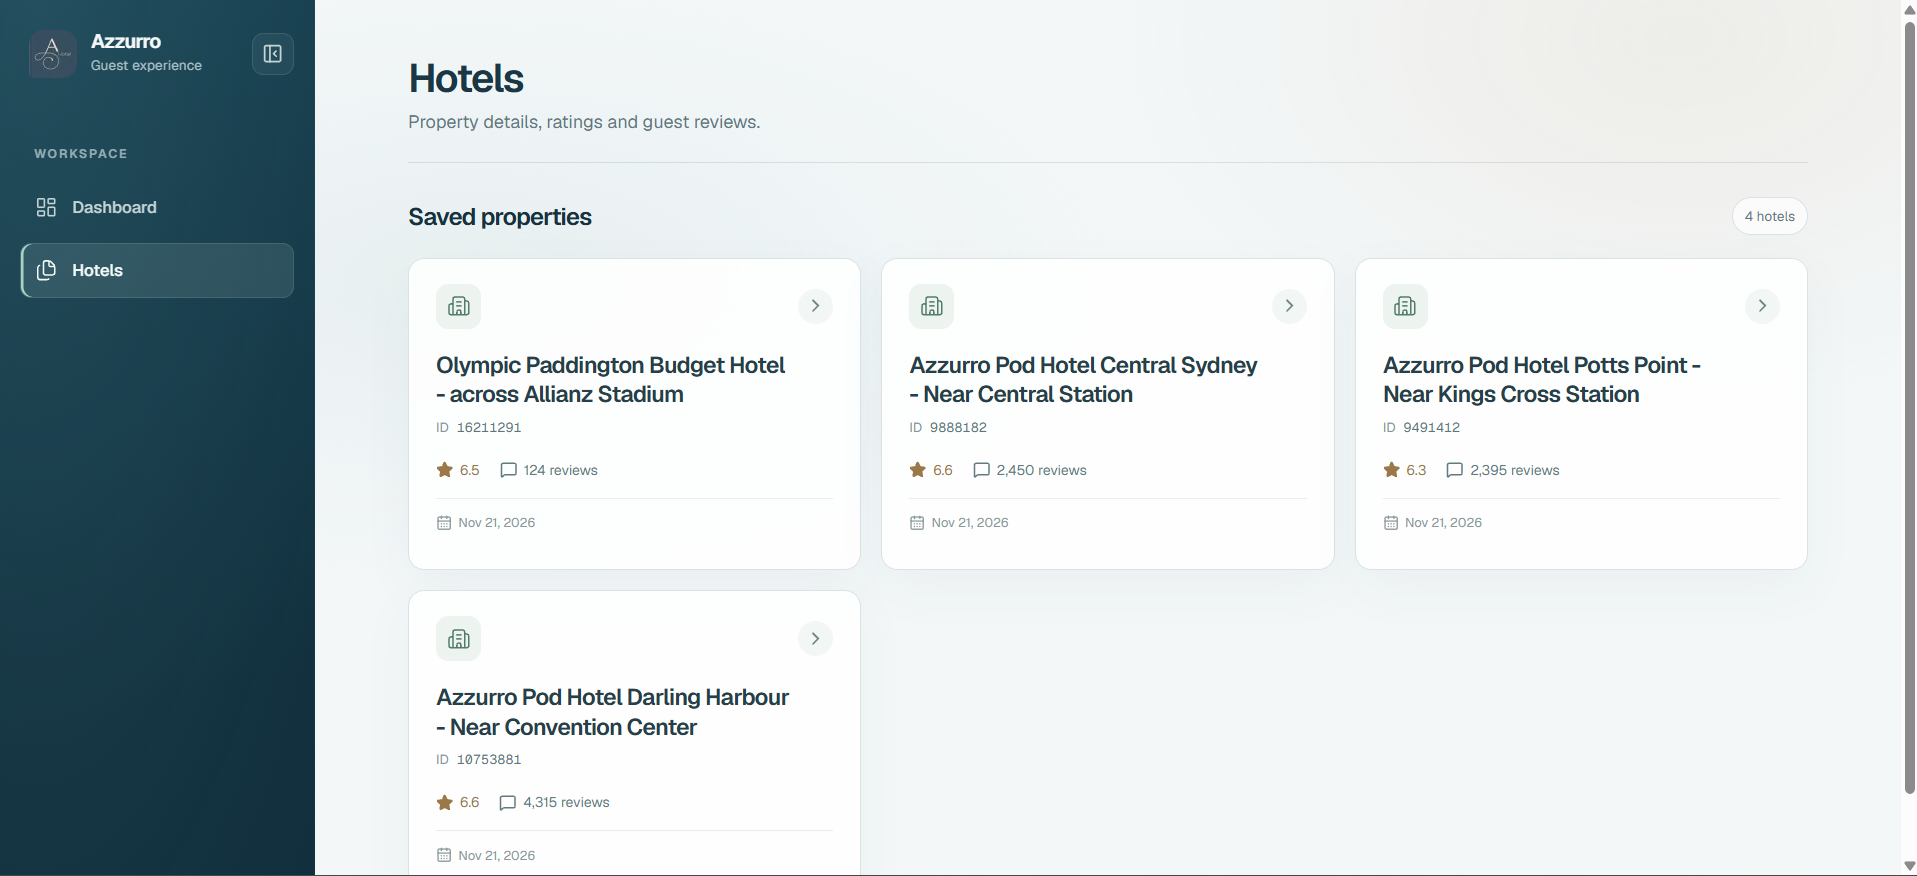 Azzurro
Guest experience
WORKSPACE
Dashboard
Hotels
Hotels
Property details, ratings and guest reviews.
Saved properties
4 hotels
Olympic Paddington Budget Hotel
- across Allianz Stadium
ID 16211291
6.5 124 reviews
Nov 21, 2026
Azzurro Pod Hotel Central Sydney
- Near Central Station
ID 9888182
6.6 2,450 reviews
Nov 21, 2026
Azzurro Pod Hotel Potts Point -
Near Kings Cross Station
ID 9491412
6.3 2,395 reviews
Nov 21, 2026
Azzurro Pod Hotel Darling Harbour
- Near Convention Center
ID 10753881
6.6 4,315 reviews
Nov 21, 2026